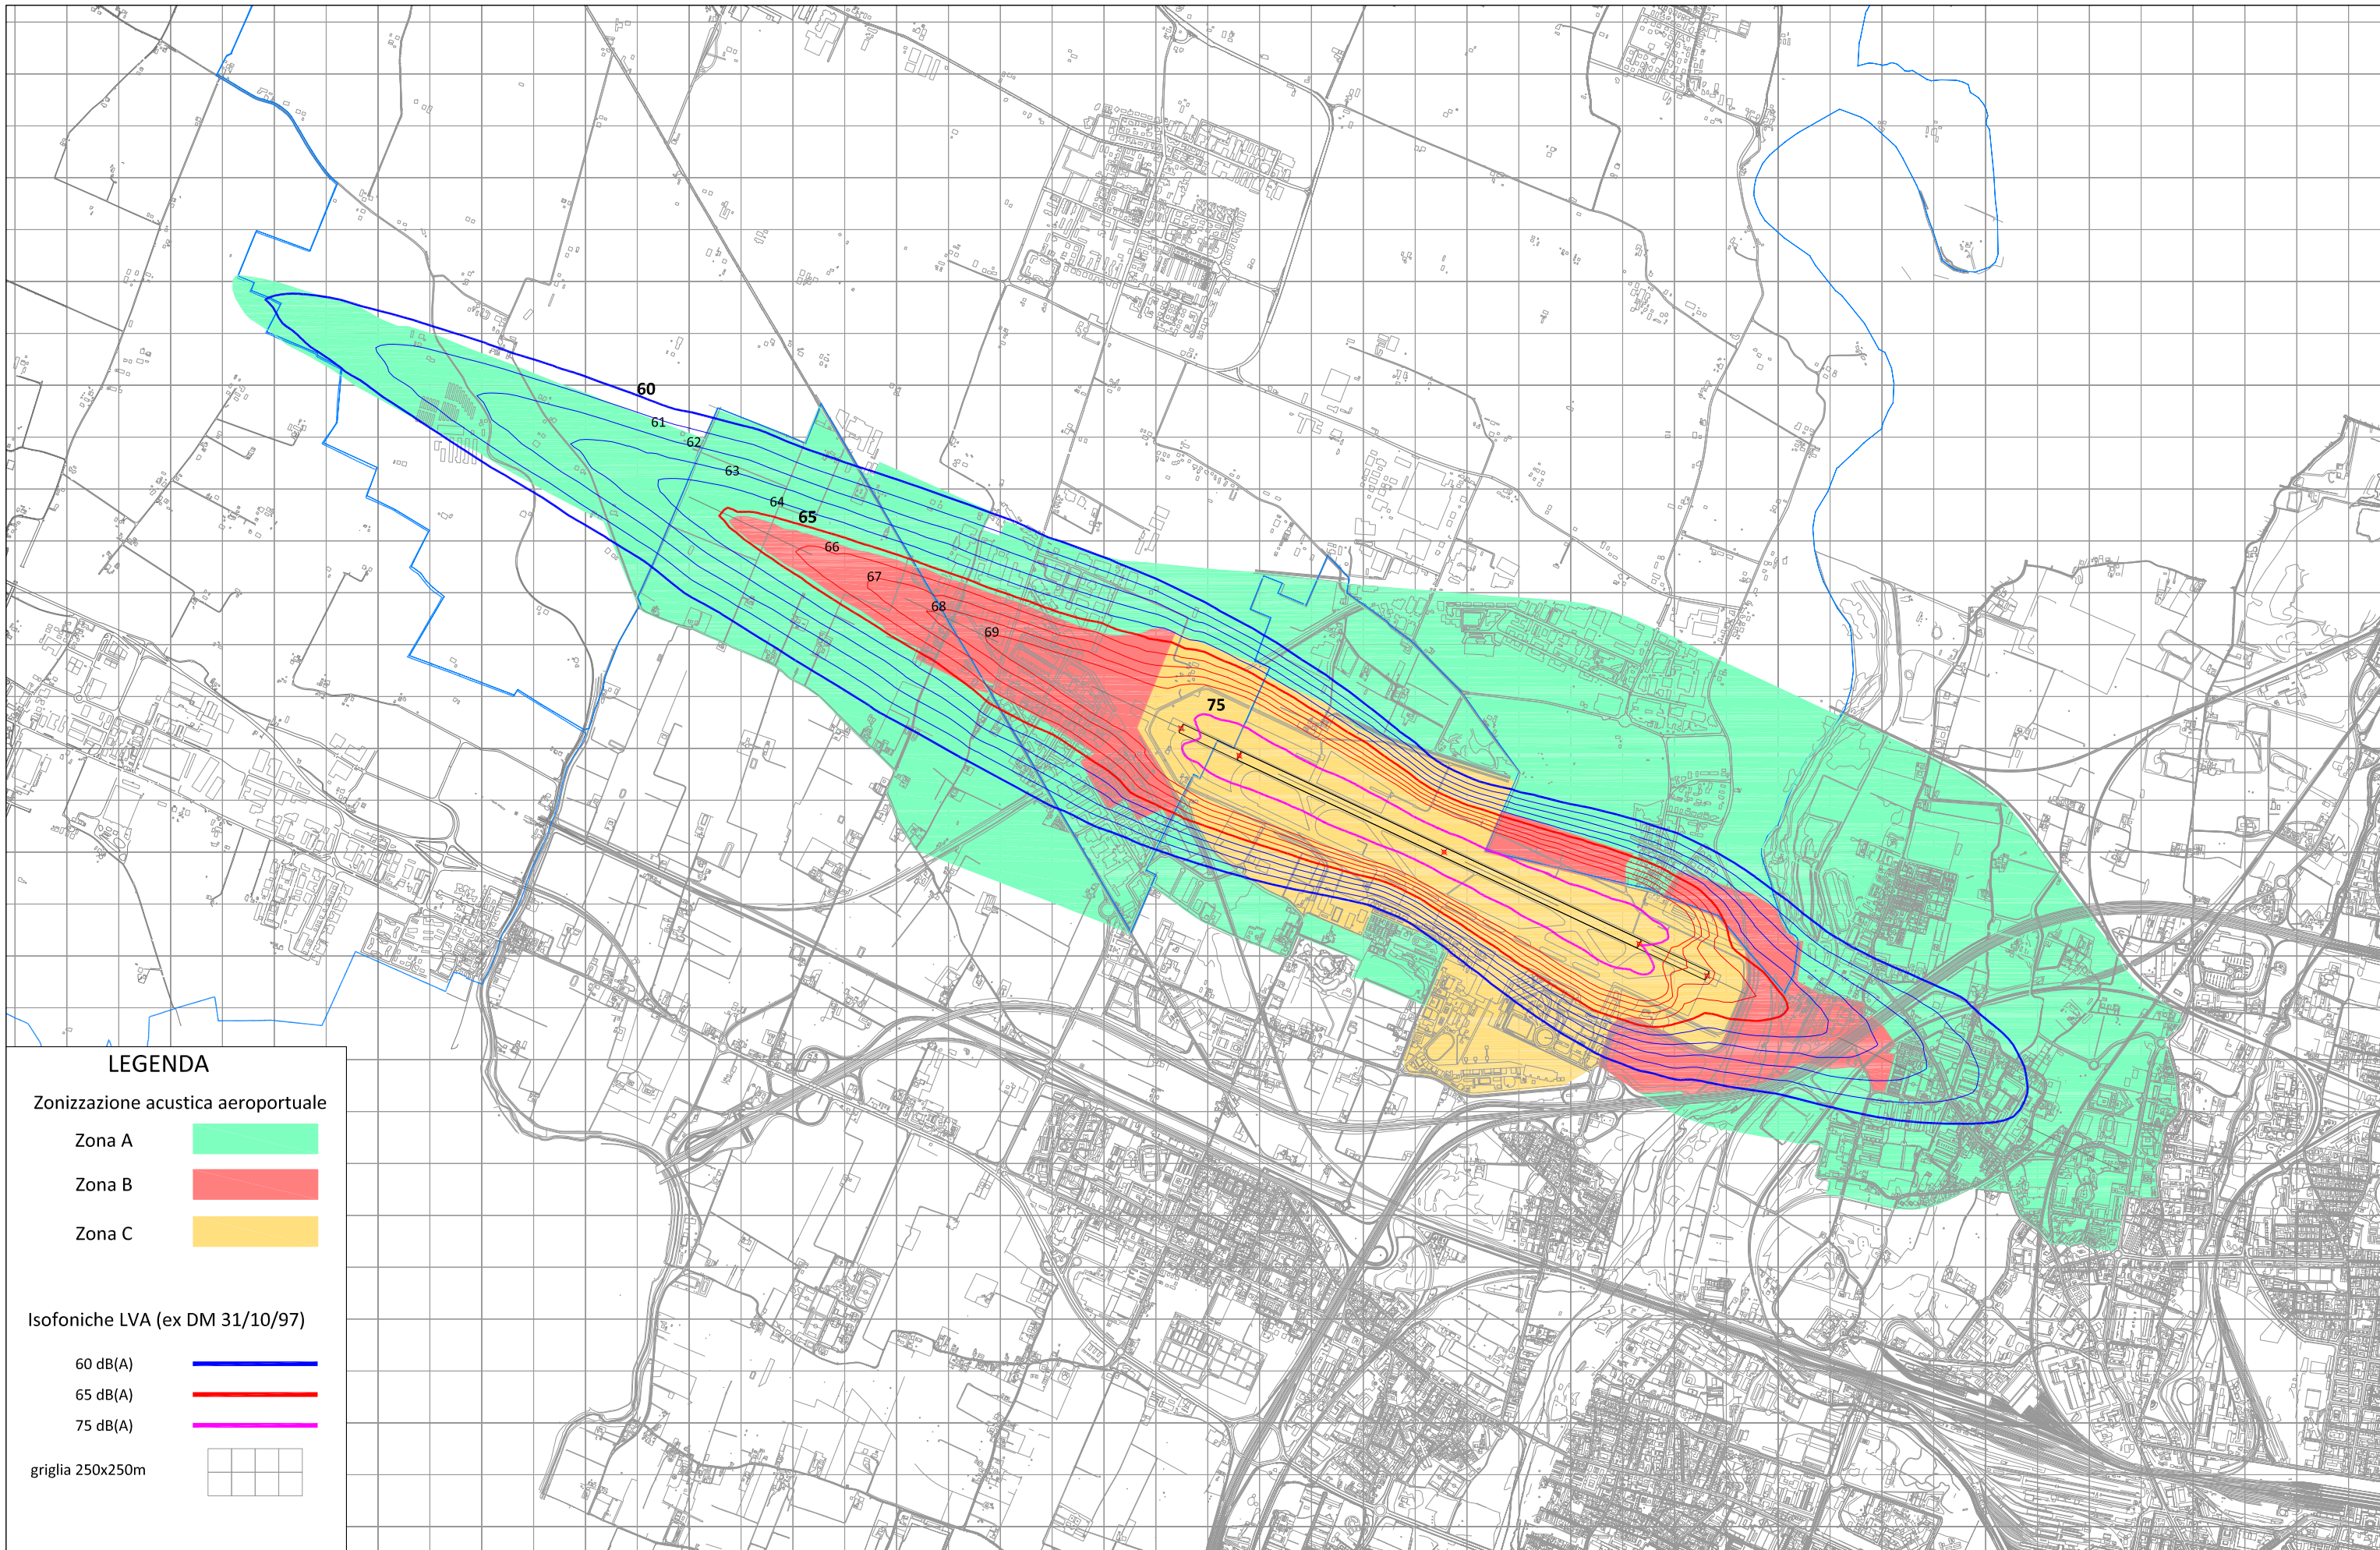 60
61
62
63
64
65
66
67
68
69
75
LEGENDA
Zonizzazione acustica aeroportuale
Zona A
Zona B
Zona C
Isofoniche LVA (ex DM 31/10/97)
60 dB(A)
65 dB(A)
75 dB(A)
griglia 250x250m